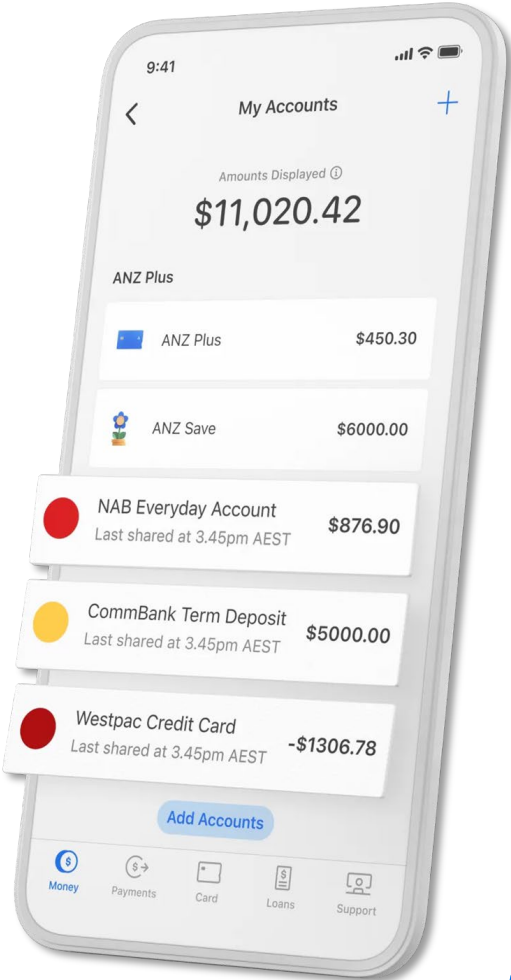 9:41
My Accounts
Amounts Displayed
$11,020.42
ANZ Plus
ANZ Plus $450.30
ANZ Save $6000.00
NAB Everyday Account
Last shared at 3.45pm AEST
$876.90
CommBank Term Deposit
Last shared at 3.45pm AEST
$5000.00
Westpac Credit Card
Last shared at 3.45pm AEST
-$1306.78
Add Accounts
Money Payments Card Loans Support